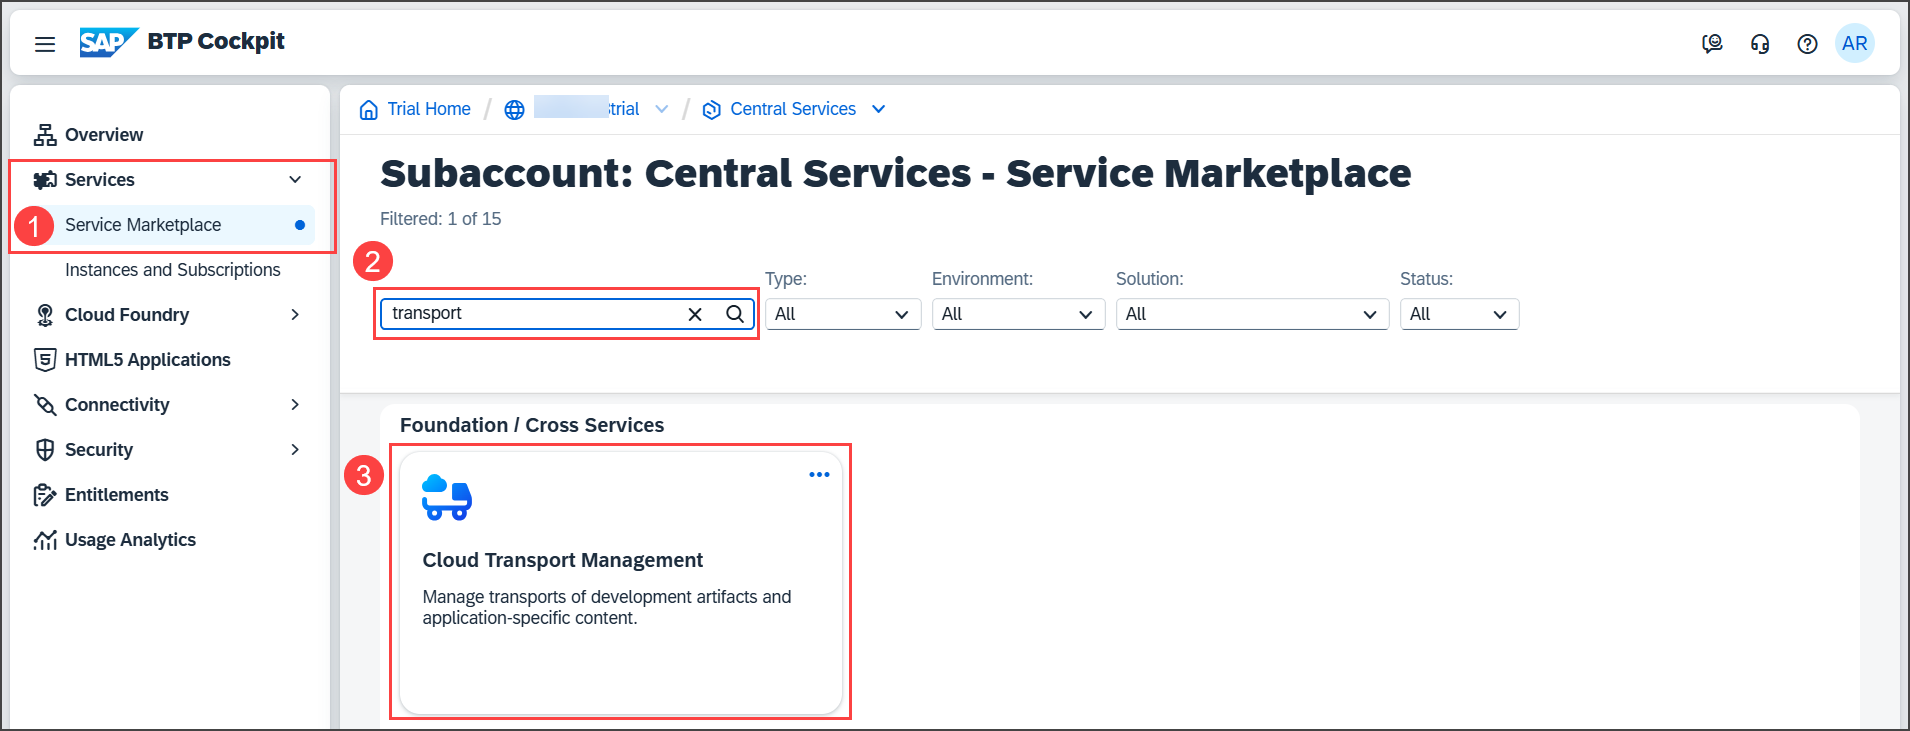 SAP BTP Cockpit
AR
Overview
Services
1 Service Marketplace
Instances and Subscriptions
Cloud Foundry
HTML5 Applications
Connectivity
Security
Entitlements
Usage Analytics
Trial Home / trial / Central Services
Subaccount: Central Services - Service Marketplace
Filtered: 1 of 15
2
Type: Environment: Solution: Status:
transport All All All All
Foundation / Cross Services
3
Cloud Transport Management
Manage transports of development artifacts and
application-specific content.